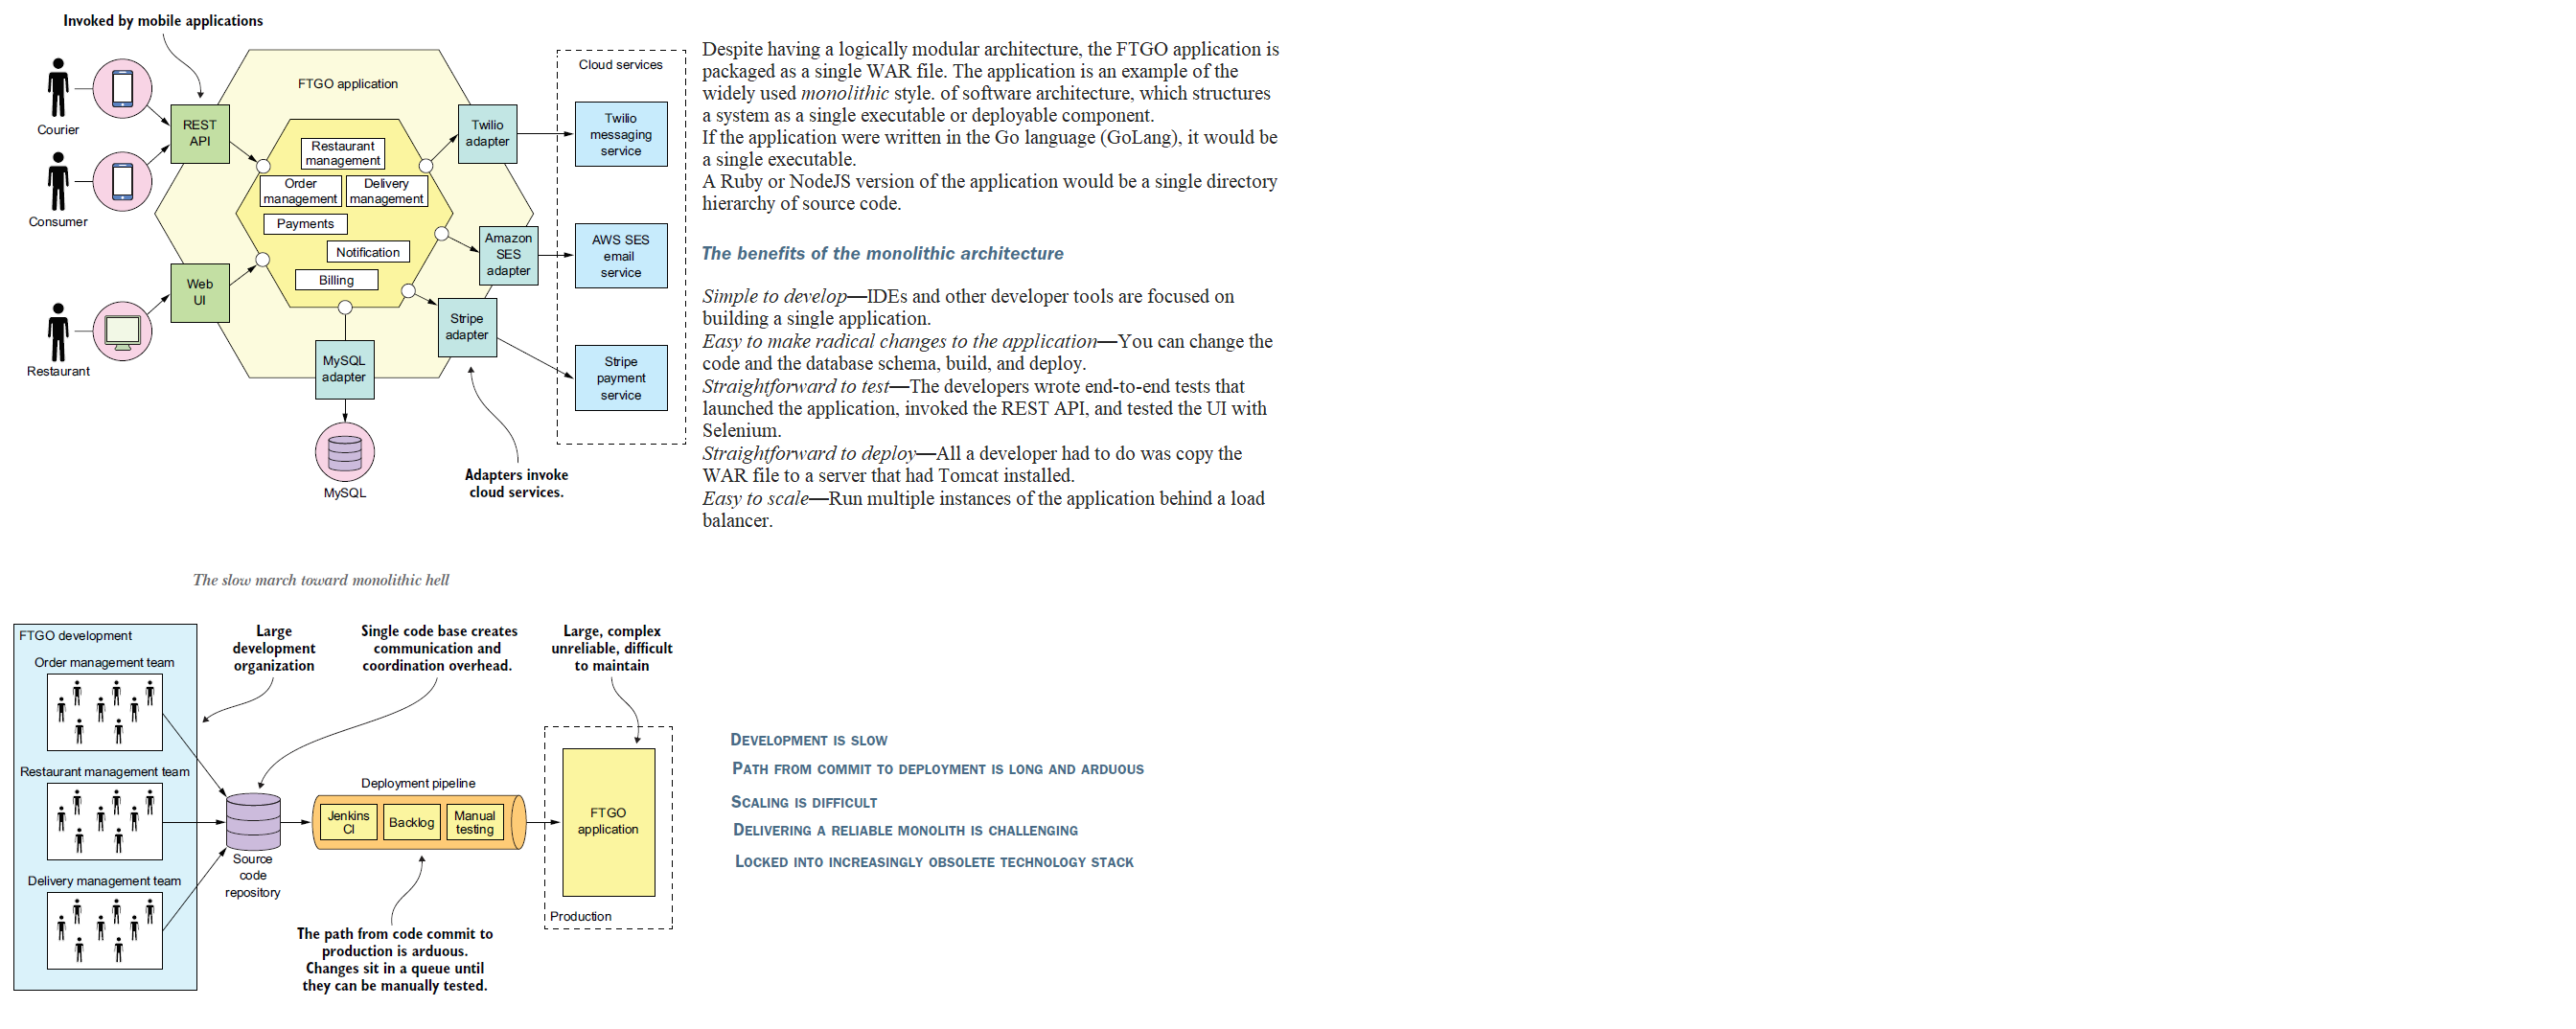 Invoked by mobile applications
FTGO application
Cloud services
Courier
Consumer
Restaurant
REST
API
Web
UI
Restaurant
management
Order
management
Delivery
management
Payments
Notification
Billing
Twilio
adapter
Amazon
SES
adapter
Stripe
adapter
MySQL
adapter
MySQL
Twilio
messaging
service
AWS SES
email
service
Stripe
payment
service
Adapters invoke
cloud services.
Despite having a logically modular architecture, the FTGO application is
packaged as a single WAR file. The application is an example of the
widely used monolithic style. of software architecture, which structures
a system as a single executable or deployable component.
If the application were written in the Go language (GoLang), it would be
a single executable.
A Ruby or NodeJS version of the application would be a single directory
hierarchy of source code.
The benefits of the monolithic architecture
Simple to develop—IDEs and other developer tools are focused on
building a single application.
Easy to make radical changes to the application—You can change the
code and the database schema, build, and deploy.
Straightforward to test—The developers wrote end-to-end tests that
launched the application, invoked the REST API, and tested the UI with
Selenium.
Straightforward to deploy—All a developer had to do was copy the
WAR file to a server that had Tomcat installed.
Easy to scale—Run multiple instances of the application behind a load
balancer.
The slow march toward monolithic hell
FTGO development
Order management team
Restaurant management team
Delivery management team
Large
development
organization
Single code base creates
communication and
coordination overhead.
Large, complex
unreliable, difficult
to maintain
Source
code
repository
Deployment pipeline
Jenkins
CI
Backlog
Manual
testing
FTGO
application
Production
The path from code commit to
production is arduous.
Changes sit in a queue until
they can be manually tested.
DEVELOPMENT IS SLOW
PATH FROM COMMIT TO DEPLOYMENT IS LONG AND ARDUOUS
SCALING IS DIFFICULT
DELIVERING A RELIABLE MONOLITH IS CHALLENGING
LOCKED INTO INCREASINGLY OBSOLETE TECHNOLOGY STACK